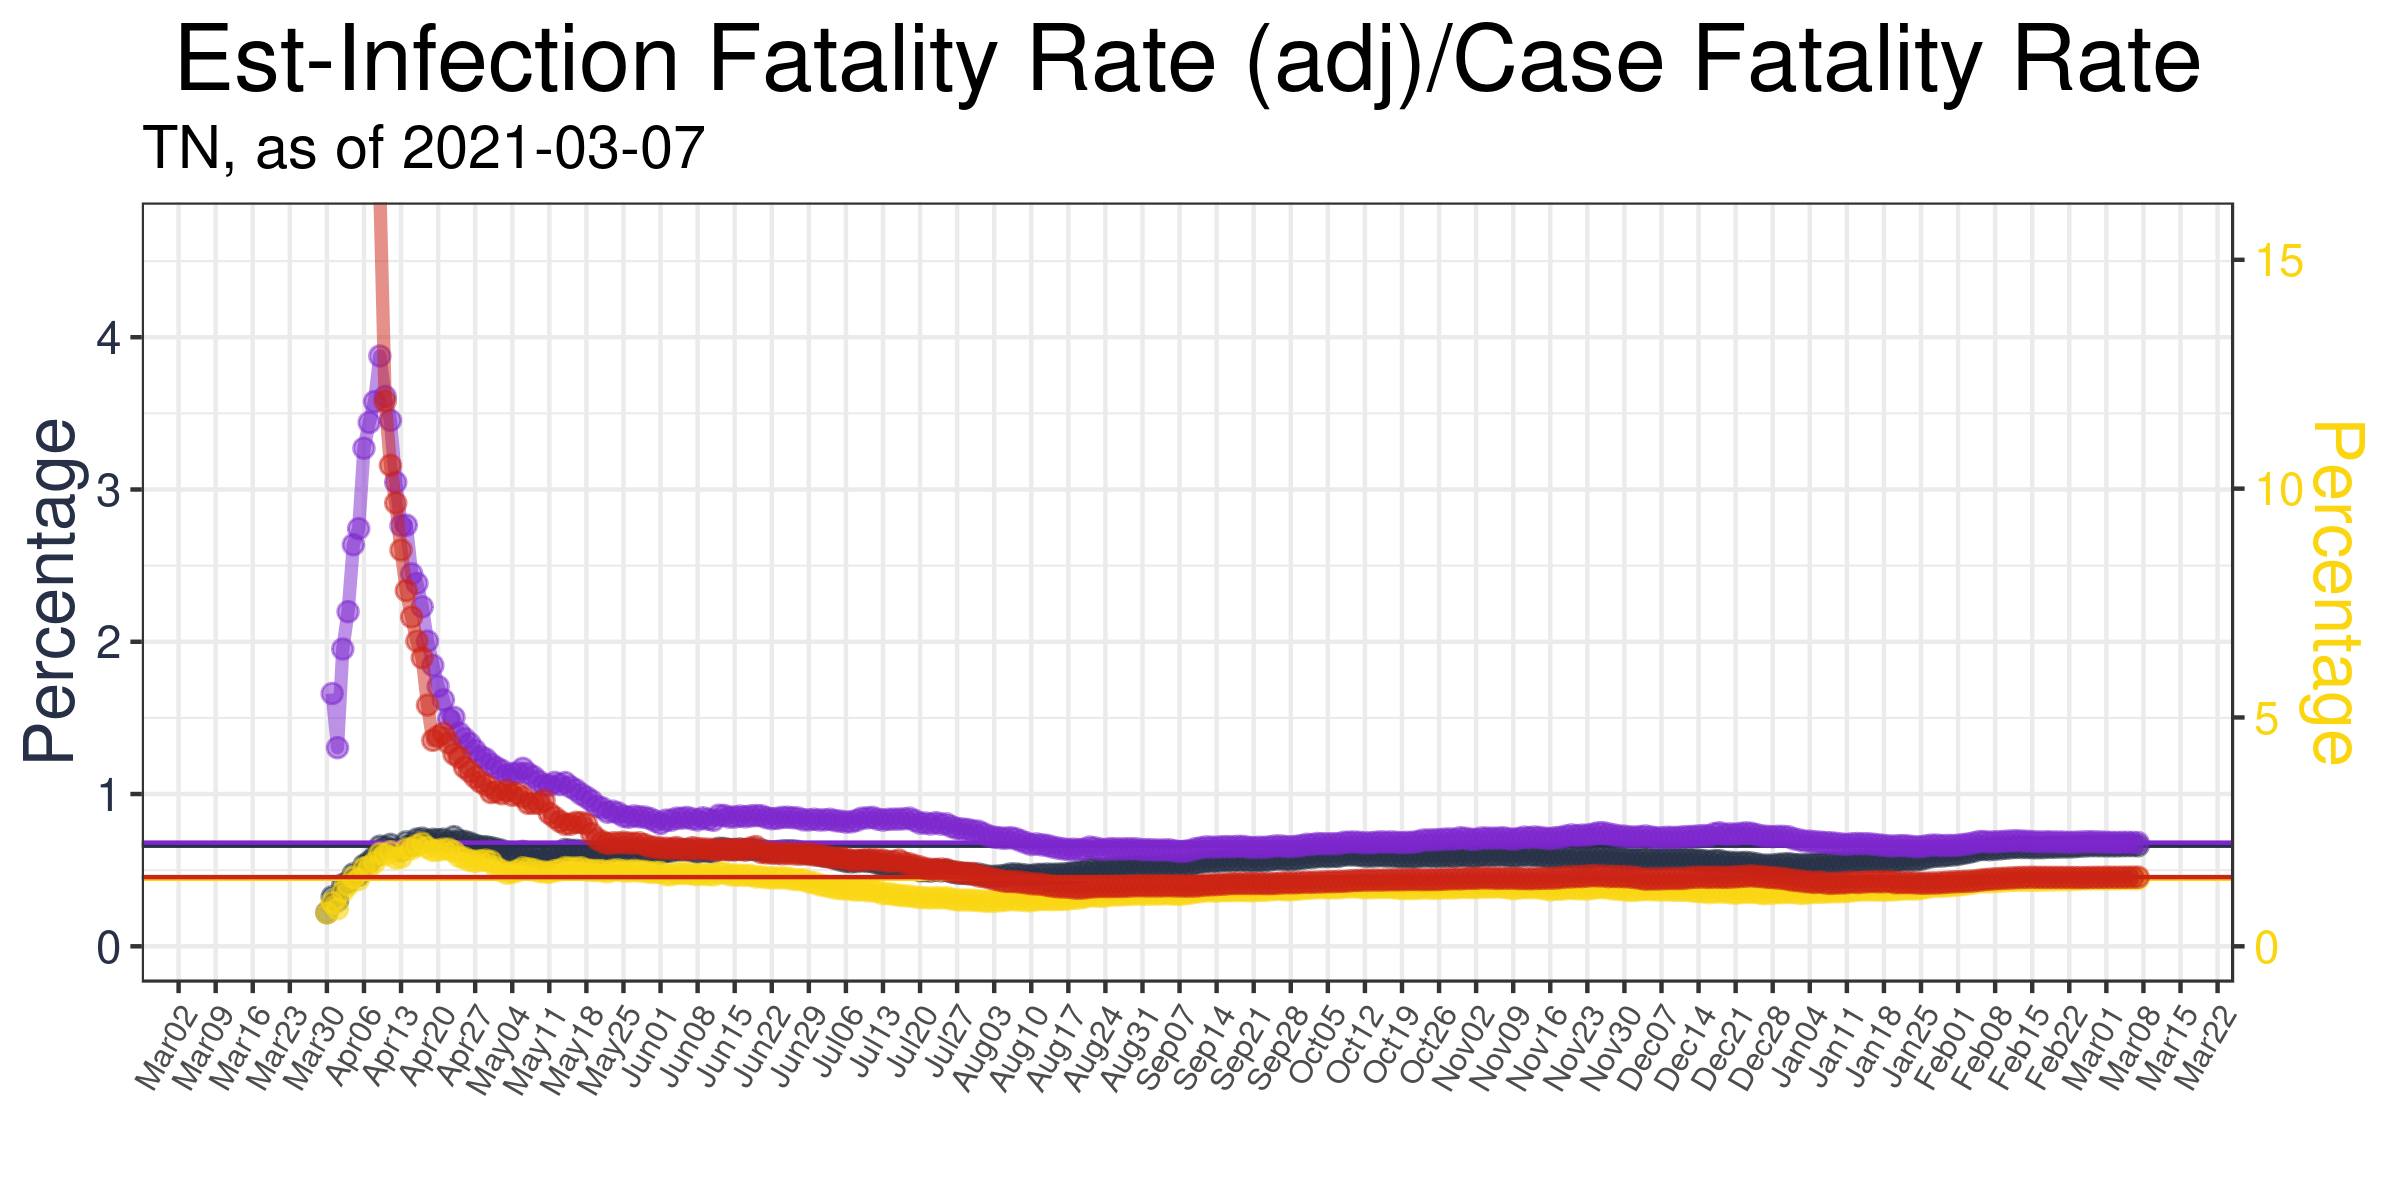 Est-Infection Fatality Rate (adj)/Case Fatality Rate
TN, as of 2021-03-07
Percentage
4
3
2
1
0
15
10
5
0
Percentage
Mar02
Mar09
Mar16
Mar23
Mar30
Apr06
Apr13
Apr20
Apr27
May04
May11
May18
May25
Jun01
Jun08
Jun15
Jun22
Jun29
Jul06
Jul13
Jul20
Jul27
Aug03
Aug10
Aug17
Aug24
Aug31
Sep07
Sep14
Sep21
Sep28
Oct05
Oct12
Oct19
Oct26
Nov02
Nov09
Nov16
Nov23
Nov30
Dec07
Dec14
Dec21
Dec28
Dec04
Jan11
Jan18
Jan25
Feb01
Feb08
Feb15
Feb22
Mar01
Mar08
Mar15
Mar22